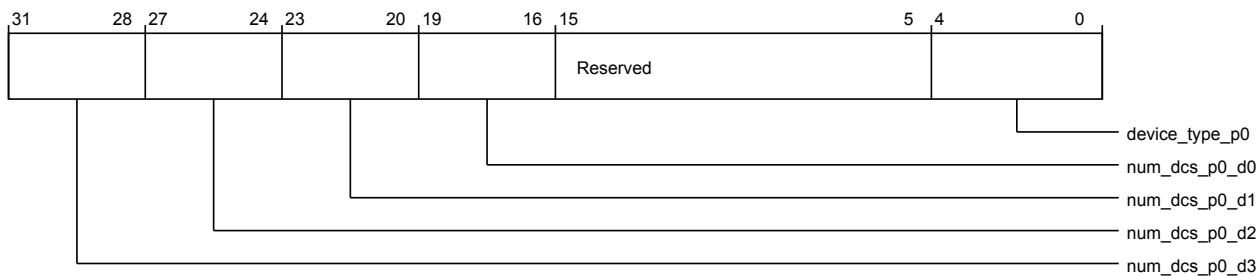 31 28 27 24 23 20 19 16 15 5 4 0
Reserved
device_type_p0
num_dcs_p0_d0
num_dcs_p0_d1
num_dcs_p0_d2
num_dcs_p0_d3